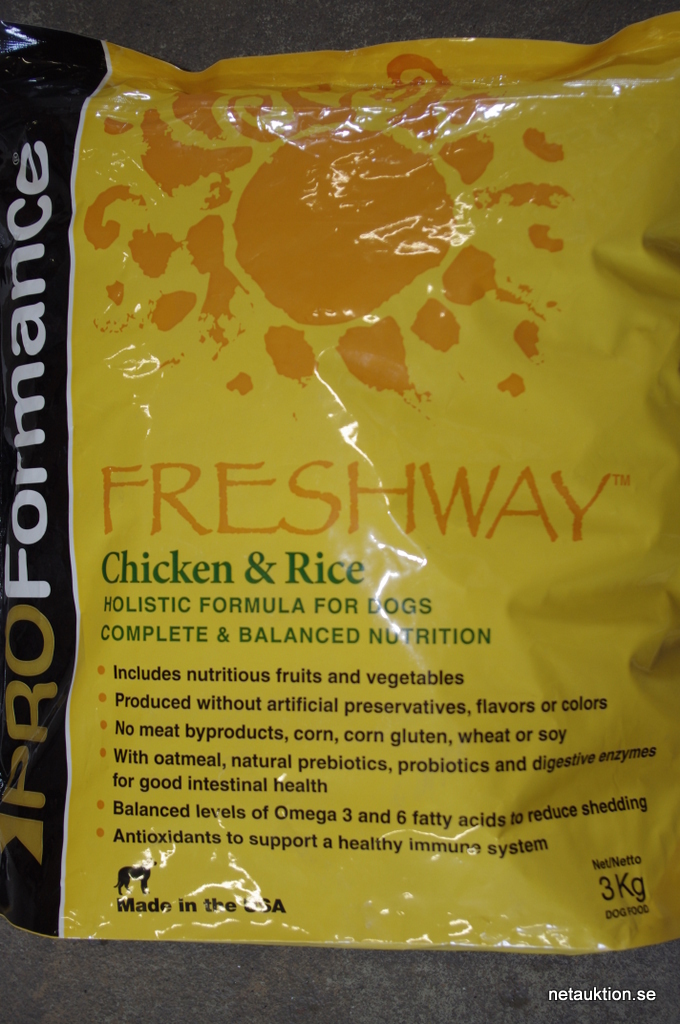 PROFormance®
FRESHWAY™
Chicken & Rice
HOLISTIC FORMULA FOR DOGS
COMPLETE & BALANCED NUTRITION
• Includes nutritious fruits and vegetables
• Produced without artificial preservatives, flavors or colors
• No meat byproducts, corn, corn gluten, wheat or soy
• With oatmeal, natural prebiotics, probiotics and digestive enzymes
for good intestinal health
• Balanced levels of Omega 3 and 6 fatty acids to reduce shedding
• Antioxidants to support a healthy immune system
Made in the USA
Net/Netto
3Kg
DOG FOOD
netauktion.se